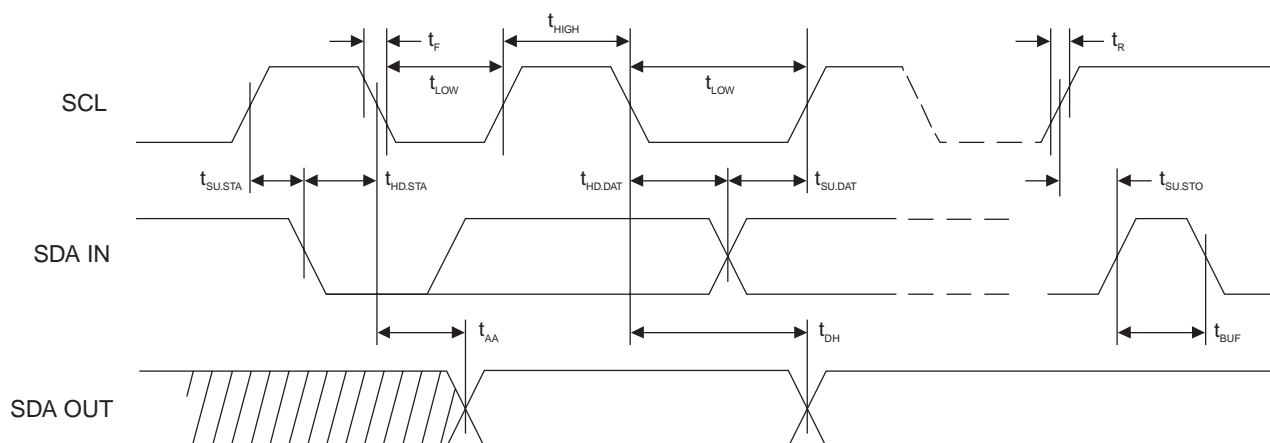 tHIGH
tF
tR
tLOW
tLOW
SCL
tSU.STA
tHD.STA
tHD.DAT
tSU.DAT
tSU.STO
SDA IN
tAA
tDH
tBUF
SDA OUT